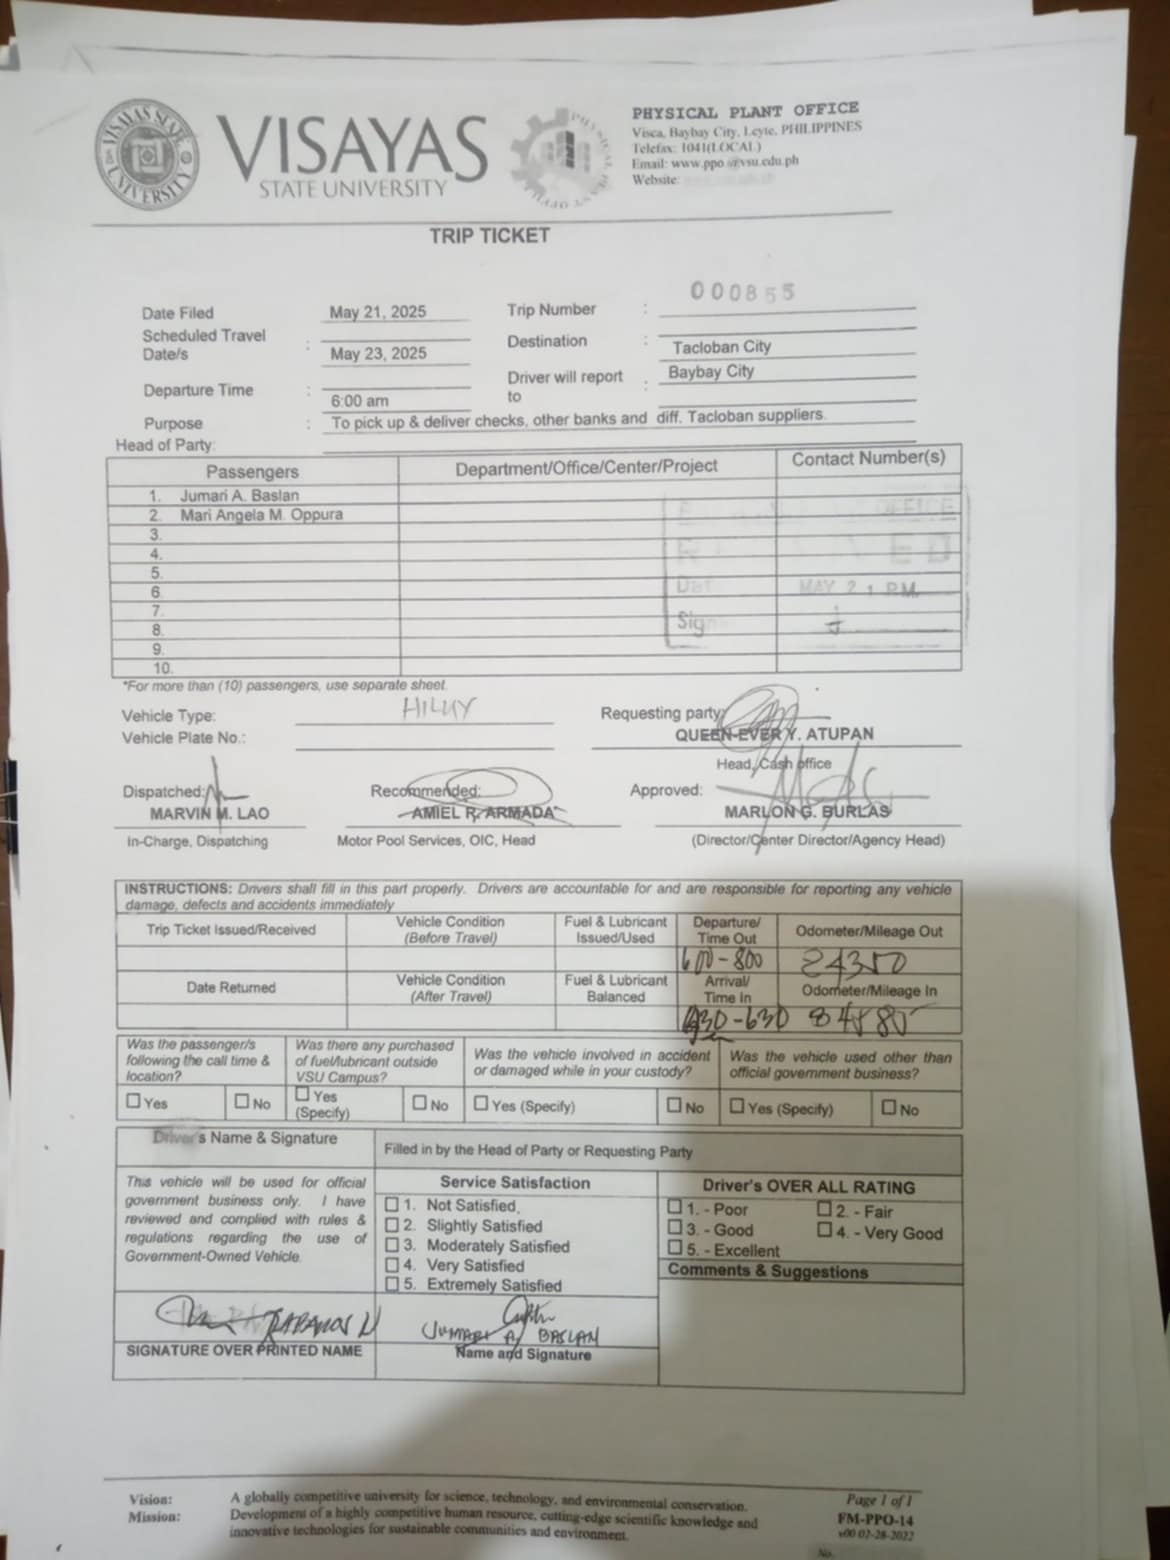 VISAYAS STATE UNIVERSITY
VISAYAS
STATE UNIVERSITY
PHYSICAL PLANT OFFICE
Visca, Baybay City, Leyte, PHILIPPINES
Telefax: 1041(LOCAL)
Email: www.ppo@vsu.edu.ph
Website:
TRIP TICKET
000855
Date Filed May 21, 2025 Trip Number :
Scheduled Travel Date/s : May 23, 2025 Destination : Tacloban City
Departure Time : 6:00 am Driver will report to : Baybay City
Purpose : To pick up & deliver checks, other banks and diff. Tacloban suppliers.
Head of Party:
Passengers Department/Office/Center/Project Contact Number(s)
1. Jumari A. Baslan
2. Mari Angela M. Oppura
3.
4.
5.
6.
7.
8.
9.
10.
OFFICE
MAY 21 P.M.
*For more than (10) passengers, use separate sheet.
Vehicle Type: HILUX Requesting party:
Vehicle Plate No.: QUEEN-EVER Y. ATUPAN
Head, Cash office
Dispatched: Recommended: Approved:
MARVIN M. LAO AMIEL R. ARMADA MARLON G. BURLAS
In-Charge, Dispatching Motor Pool Services, OIC, Head (Director/Center Director/Agency Head)
INSTRUCTIONS: Drivers shall fill in this part properly. Drivers are accountable for and are responsible for reporting any vehicle
damage, defects and accidents immediately
Trip Ticket Issued/Received Vehicle Condition (Before Travel) Fuel & Lubricant Issued/Used Departure/ Time Out Odometer/Mileage Out
600-800
Date Returned Vehicle Condition (After Travel) Fuel & Lubricant Balanced Arrival/ Time In Odometer/Mileage In
Was the passenger/s following the call time & location? Was there any purchased of fuel/lubricant outside VSU Campus? Was the vehicle involved in accident or damaged while in your custody? Was the vehicle used other than official government business?
Yes No Yes (Specify) No Yes (Specify) No Yes (Specify) No
Driver's Name & Signature Filled in by the Head of Party or Requesting Party
This vehicle will be used for official
government business only. I have
reviewed and complied with rules &
regulations regarding the use of
Government-Owned Vehicle.
Service Satisfaction
1. Not Satisfied
2. Slightly Satisfied
3. Moderately Satisfied
4. Very Satisfied
5. Extremely Satisfied
Driver's OVER ALL RATING
1. - Poor 2. - Fair
3. - Good 4. - Very Good
5. - Excellent
Comments & Suggestions
JUMARI A. BASLAN
SIGNATURE OVER PRINTED NAME Name and Signature
Vision: A globally competitive university for science, technology, and environmental conservation.
Mission: Development of a highly competitive human resource, cutting-edge scientific knowledge and
innovative technologies for sustainable communities and environment.
Page 1 of 1
FM-PPO-14
v00 02-28-2022
No.